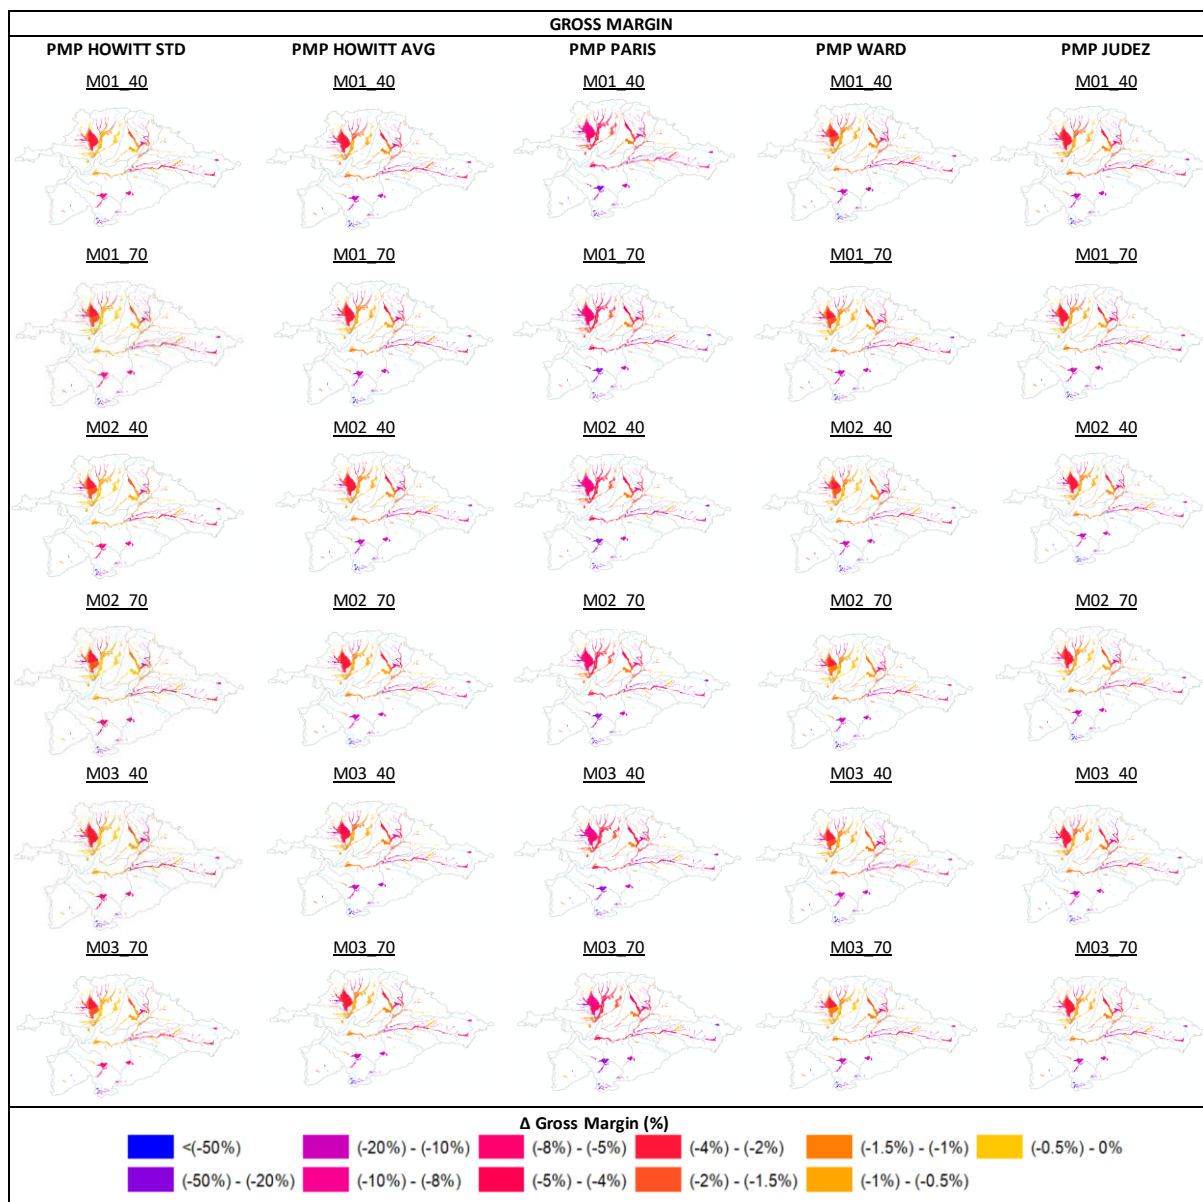 GROSS MARGIN
PMP HOWITT STD PMP HOWITT AVG PMP PARIS PMP WARD PMP JUDEZ
M01_40 M01_40 M01_40 M01_40 M01_40
M01_70 M01_70 M01_70 M01_70 M01_70
M02_40 M02_40 M02_40 M02_40 M02_40
M02_70 M02_70 M02_70 M02_70 M02_70
M03_40 M03_40 M03_40 M03_40 M03_40
M03_70 M03_70 M03_70 M03_70 M03_70
Δ Gross Margin (%)
<(-50%) (-20%) - (-10%) (-8%) - (-5%) (-4%) - (-2%) (-1.5%) - (-1%) (-0.5%) - 0%
(-50%) - (-20%) (-10%) - (-8%) (-5%) - (-4%) (-2%) - (-1.5%) (-1%) - (-0.5%)